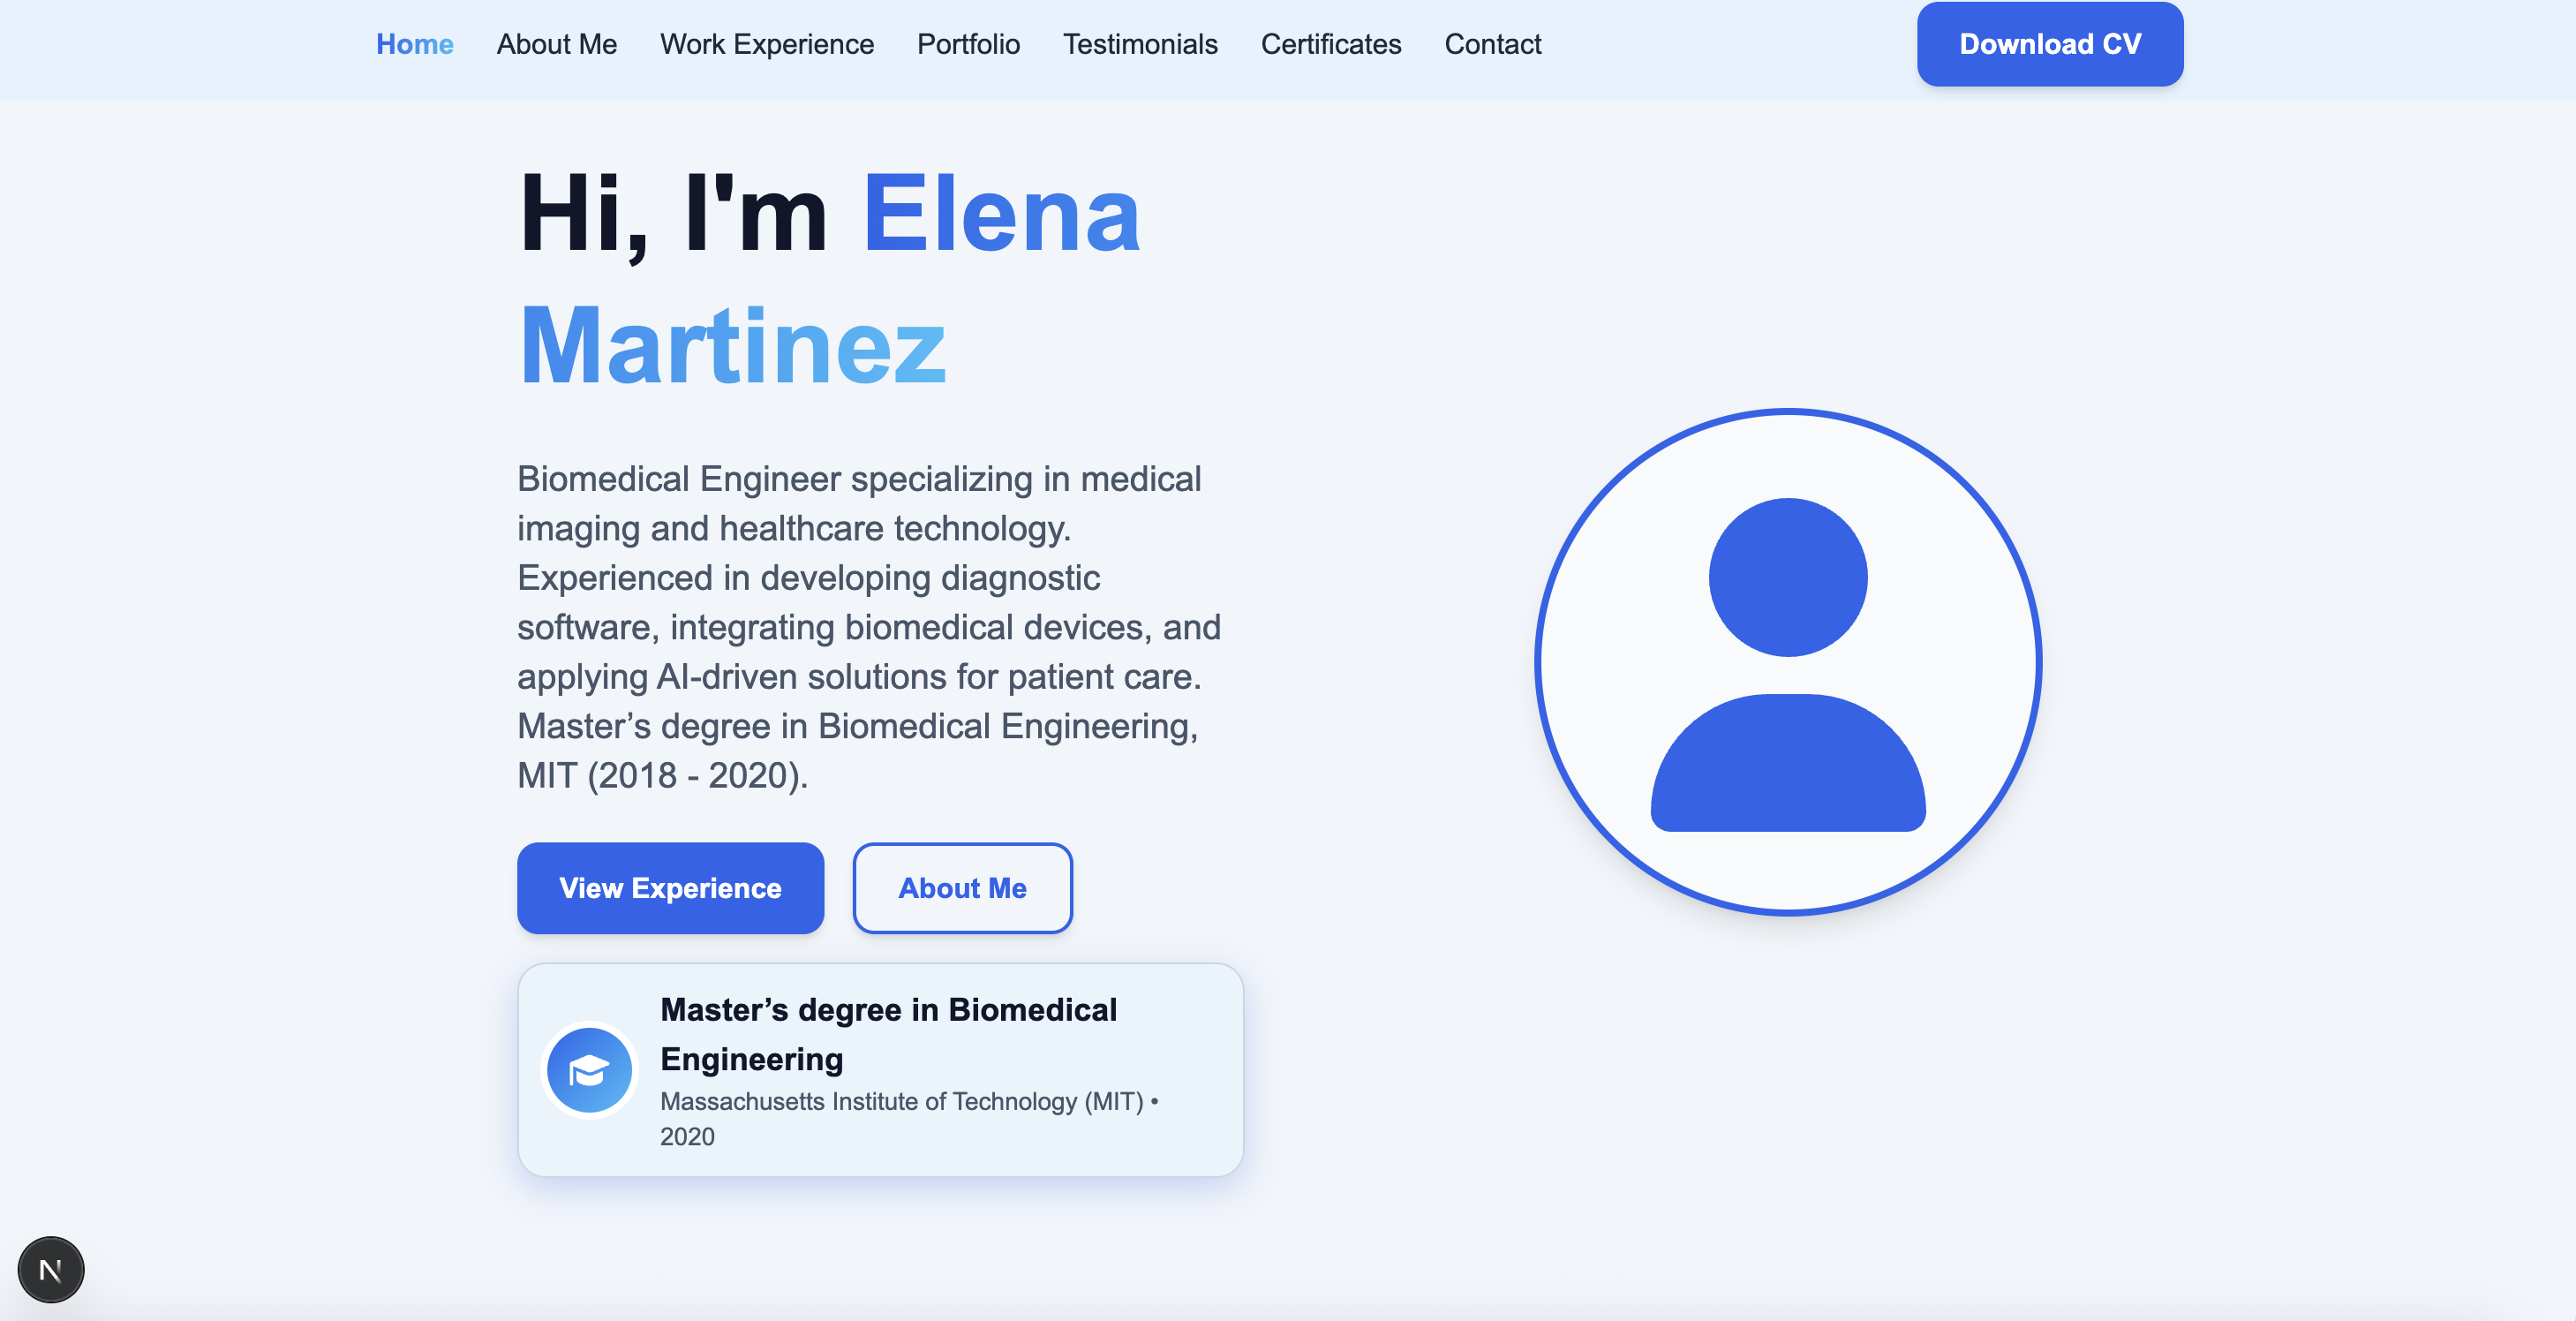 Home About Me Work Experience Portfolio Testimonials Certificates Contact Download CV
Hi, I'm Elena
Martinez
Biomedical Engineer specializing in medical
imaging and healthcare technology.
Experienced in developing diagnostic
software, integrating biomedical devices, and
applying AI-driven solutions for patient care.
Master’s degree in Biomedical Engineering,
MIT (2018 - 2020).
View Experience About Me
Master’s degree in Biomedical
Engineering
Massachusetts Institute of Technology (MIT) •
2020
N